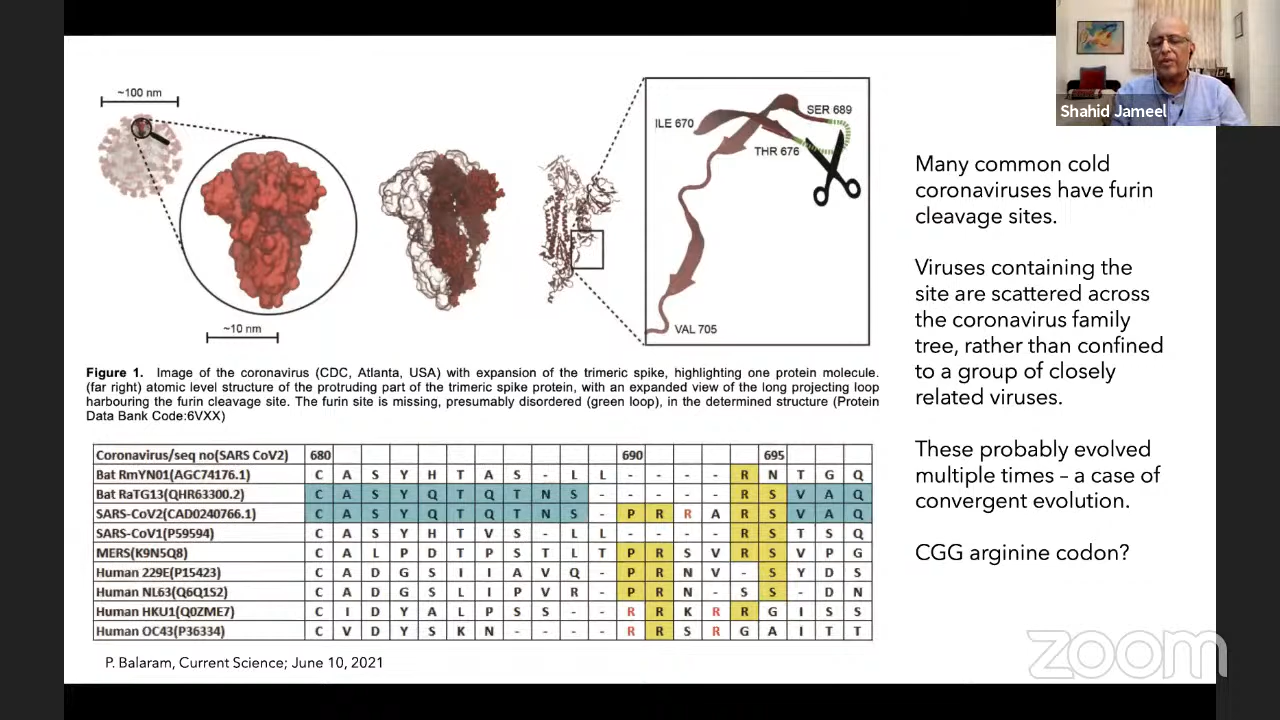 Shahid Jameel
~100 nm
~10 nm
ILE 670
SER 689
THR 676
VAL 705
Figure 1. Image of the coronavirus (CDC, Atlanta, USA) with expansion of the trimeric spike, highlighting one protein molecule.
(far right) atomic level structure of the protruding part of the trimeric spike protein, with an expanded view of the long projecting loop
harbouring the furin cleavage site. The furin site is missing, presumably disordered (green loop), in the determined structure (Protein
Data Bank Code:6VXX)
Coronavirus/seq no(SARS CoV2) 680 690 695
Bat RmYN01(AGC74176.1) C A S Y H T A S - L L - - - - R N T G Q
Bat RaTG13(QHR63300.2) C A S Y Q T Q T N S - - - - - R S V A Q
SARS-CoV2(CAD0240766.1) C A S Y Q T Q T N S - P R R A R S V A Q
SARS-CoV1(P59594) C A S Y H T V S - L L - - - - R S T S Q
MERS(K9N5Q8) C A L P D T P S T L T P R S V R S V P G
Human 229E(P15423) C A D G S I I A V Q - P R N V - S Y D S
Human NL63(Q6Q1S2) C A D G S L I P V R - P R N - S S - D N
Human HKU1(Q0ZME7) C I D Y A L P S S - - R R K R R G I S S
Human OC43(P36334) C V D Y S K N - - - - R R S R G A I T T
P. Balaram, Current Science; June 10, 2021
Many common cold
coronaviruses have furin
cleavage sites.
Viruses containing the
site are scattered across
the coronavirus family
tree, rather than confined
to a group of closely
related viruses.
These probably evolved
multiple times – a case of
convergent evolution.
CGG arginine codon?
zoom